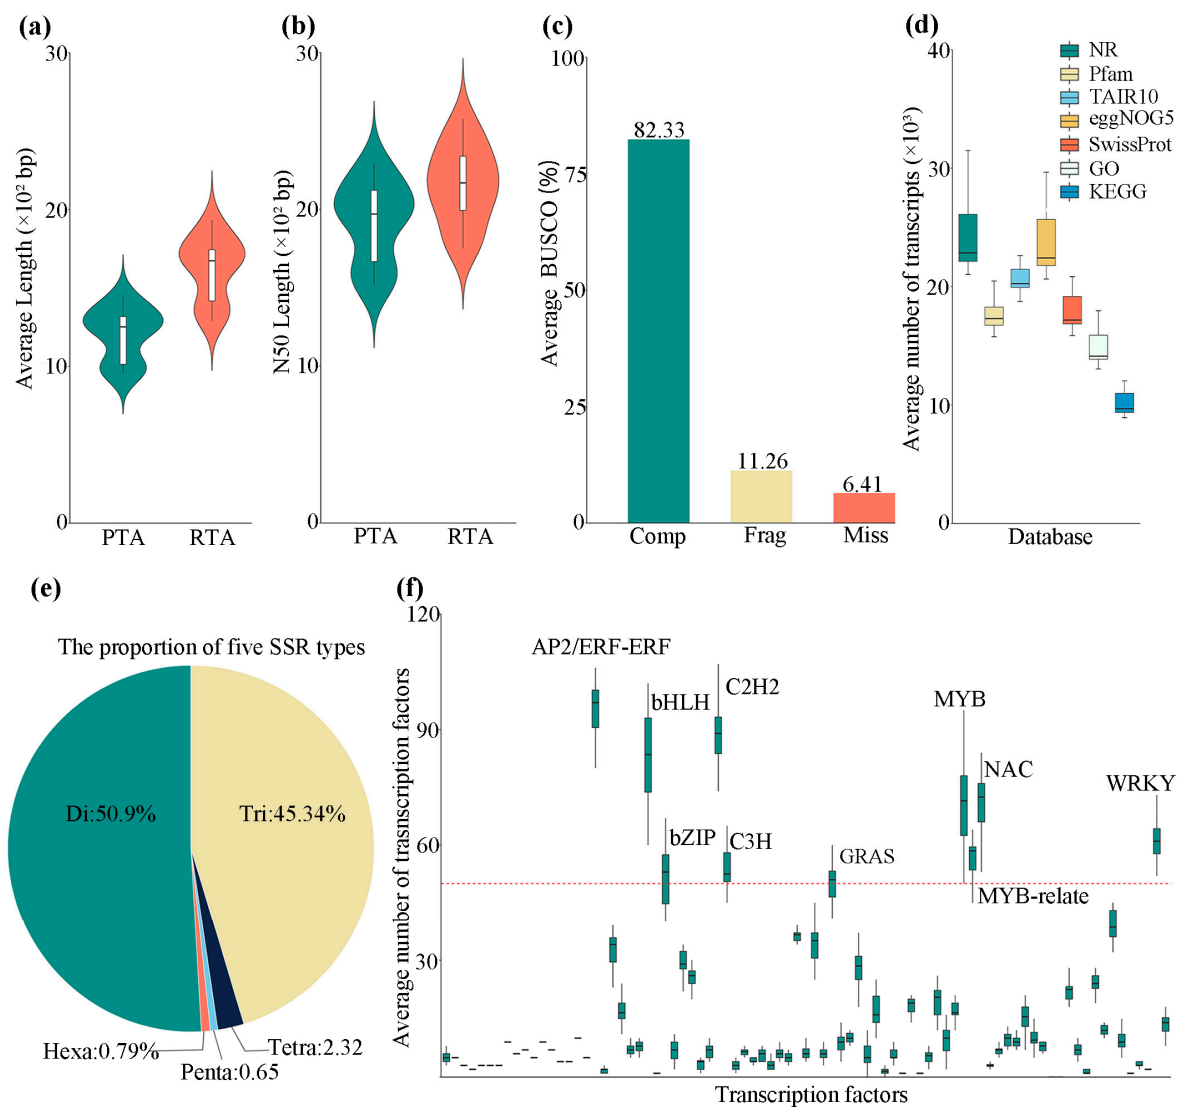 (a)
30
20
10
0
Average Length (×10² bp)
PTA
RTA
(b)
30
20
10
0
N50 Length (×10² bp)
PTA
RTA
(c)
100
75
50
25
0
Average BUSCO (%)
82.33
11.26
6.41
Comp
Frag
Miss
(d)
40
30
20
10
0
Average number of transcripts (×10³)
NR
Pfam
TAIR10
eggNOG5
SwissProt
GO
KEGG
Database
(e)
The proportion of five SSR types
Di:50.9%
Tri:45.34%
Hexa:0.79%
Penta:0.65
Tetra:2.32
(f)
120
90
60
30
Average number of trasnscription factors
AP2/ERF-ERF
bHLH
C2H2
bZIP
C3H
GRAS
MYB
NAC
MYB-relate
WRKY
Transcription factors